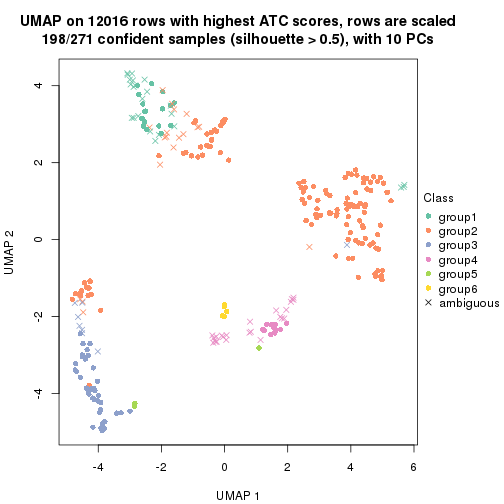 UMAP on 12016 rows with highest ATC scores, rows are scaled
198/271 confident samples (silhouette > 0.5), with 10 PCs
4
2
0
-2
-4
UMAP 2
-4
-2
0
2
4
6
UMAP 1
Class
group1
group2
group3
group4
group5
group6
ambiguous